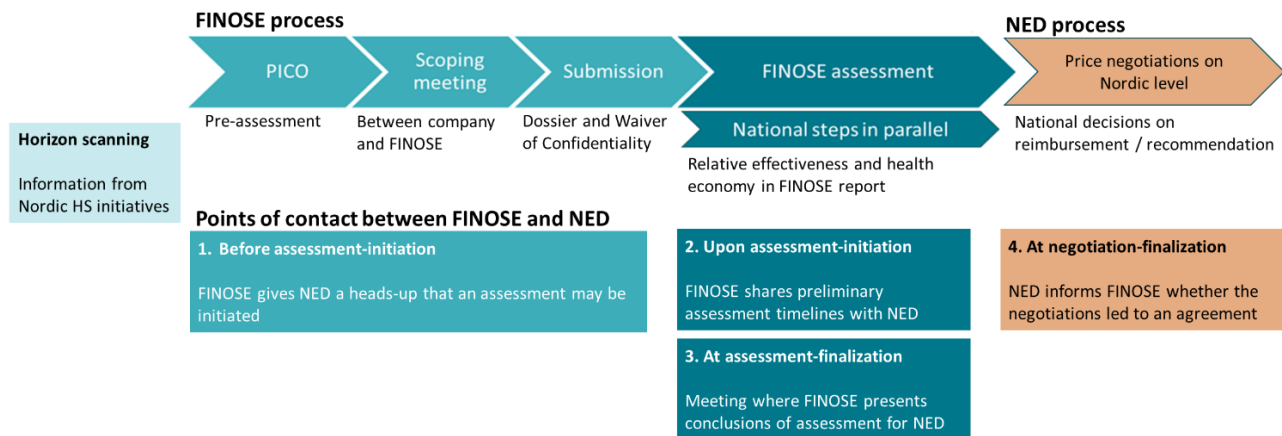 FINOSE process
NED process
PICO
Scoping
meeting
Submission
FINOSE assessment
Price negotiations on
Nordic level
Pre-assessment
Between company
and FINOSE
Dossier and Waiver
of Confidentiality
National steps in parallel
Relative effectiveness and health
economy in FINOSE report
National decisions on
reimbursement / recommendation
Horizon scanning
Information from
Nordic HS initiatives
Points of contact between FINOSE and NED
1. Before assessment-initiation
FINOSE gives NED a heads-up that an assessment may be
initiated
2. Upon assessment-initiation
FINOSE shares preliminary
assessment timelines with NED
3. At assessment-finalization
Meeting where FINOSE presents
conclusions of assessment for NED
4. At negotiation-finalization
NED informs FINOSE whether the
negotiations led to an agreement